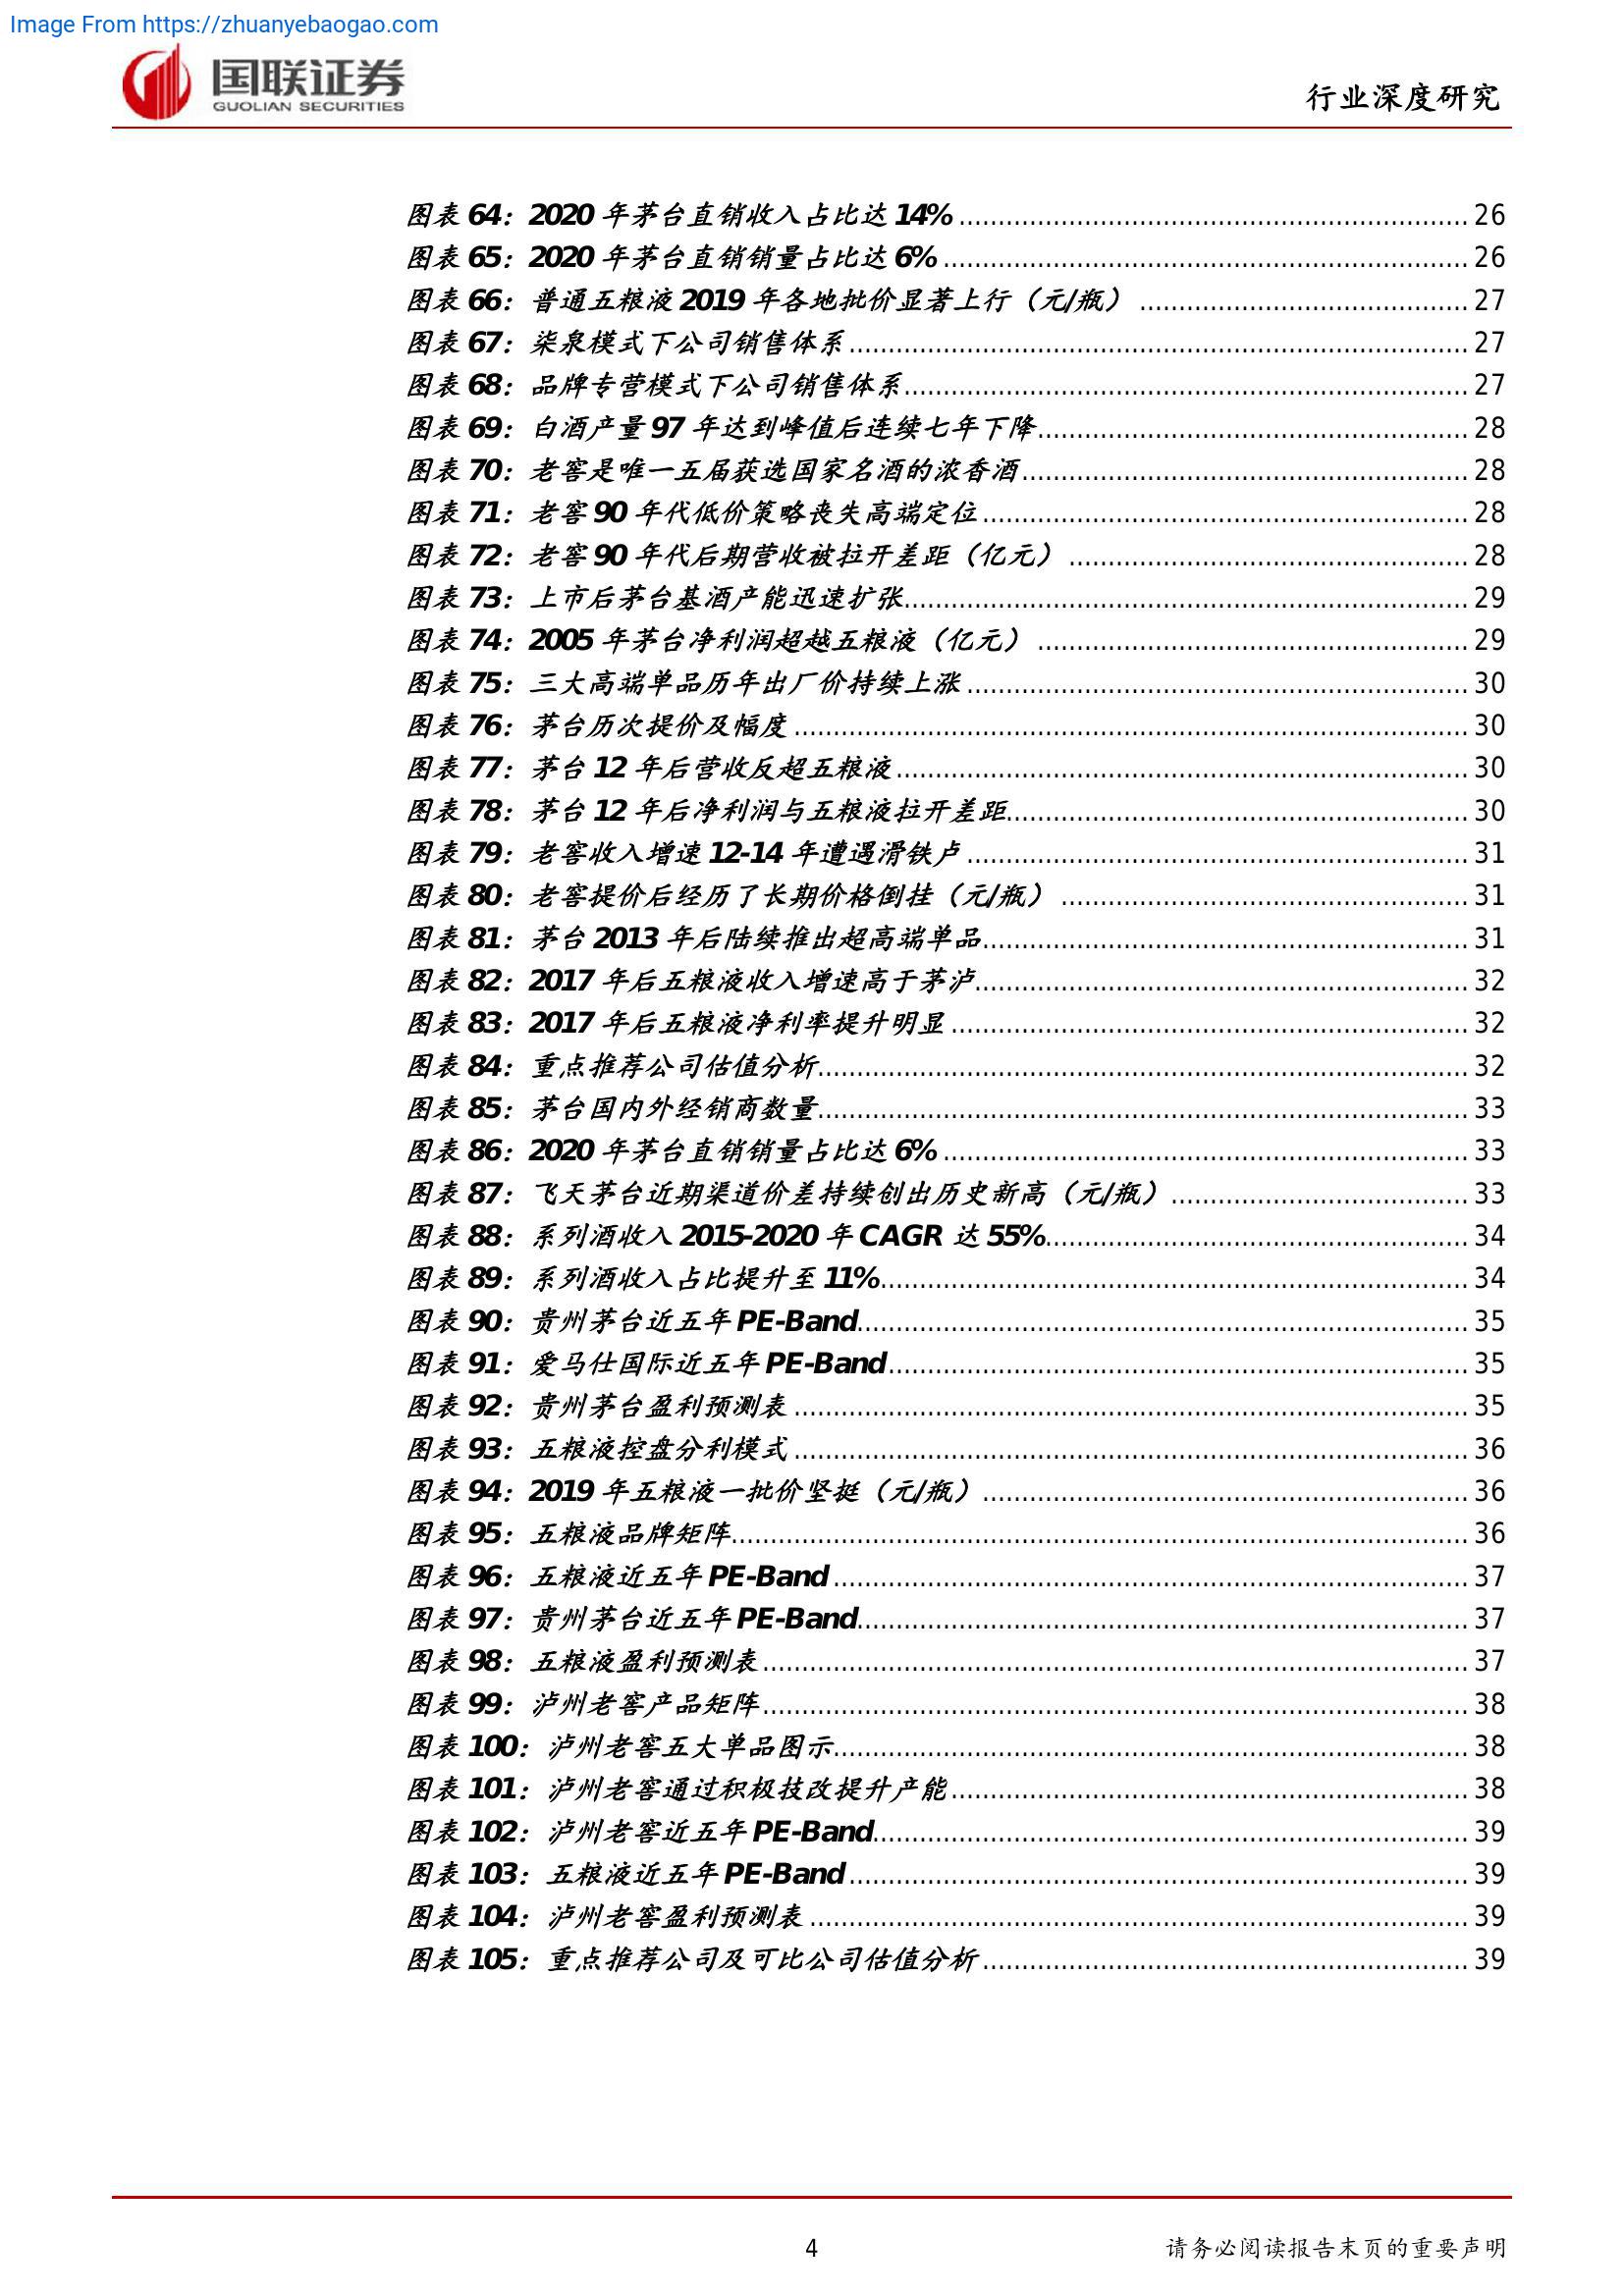 Image From https://zhuanyebaogao.com
国联证券
GUOLIAN SECURITIES
行业深度研究
图表 64：2020 年茅台直销收入占比达 14% 26
图表 65：2020 年茅台直销销量占比达 6% 26
图表 66：普通五粮液 2019 年各地批价显著上行（元/瓶） 27
图表 67：柒泉模式下公司销售体系 27
图表 68：品牌专营模式下公司销售体系 27
图表 69：白酒产量 97 年达到峰值后连续七年下降 28
图表 70：老窖是唯一五届获选国家名酒的浓香酒 28
图表 71：老窖 90 年代低价策略丧失高端定位 28
图表 72：老窖 90 年代后期营收被拉开差距（亿元） 28
图表 73：上市后茅台基酒产能迅速扩张 29
图表 74：2005 年茅台净利润超越五粮液（亿元） 29
图表 75：三大高端单品历年出厂价持续上涨 30
图表 76：茅台历次提价及幅度 30
图表 77：茅台 12 年后营收反超五粮液 30
图表 78：茅台 12 年后净利润与五粮液拉开差距 30
图表 79：老窖收入增速 12-14 年遭遇滑铁卢 31
图表 80：老窖提价后经历了长期价格倒挂（元/瓶） 31
图表 81：茅台 2013 年后陆续推出超高端单品 31
图表 82：2017 年后五粮液收入增速高于茅泸 32
图表 83：2017 年后五粮液净利率提升明显 32
图表 84：重点推荐公司估值分析 32
图表 85：茅台国内外经销商数量 33
图表 86：2020 年茅台直销销量占比达 6% 33
图表 87：飞天茅台近期渠道价差持续创出历史新高（元/瓶） 33
图表 88：系列酒收入 2015-2020 年 CAGR 达 55% 34
图表 89：系列酒收入占比提升至 11% 34
图表 90：贵州茅台近五年 PE-Band 35
图表 91：爱马仕国际近五年 PE-Band 35
图表 92：贵州茅台盈利预测表 35
图表 93：五粮液控盘分利模式 36
图表 94：2019 年五粮液一批价坚挺（元/瓶） 36
图表 95：五粮液品牌矩阵 36
图表 96：五粮液近五年 PE-Band 37
图表 97：贵州茅台近五年 PE-Band 37
图表 98：五粮液盈利预测表 37
图表 99：泸州老窖产品矩阵 38
图表 100：泸州老窖五大单品图示 38
图表 101：泸州老窖通过积极技改提升产能 38
图表 102：泸州老窖近五年 PE-Band 39
图表 103：五粮液近五年 PE-Band 39
图表 104：泸州老窖盈利预测表 39
图表 105：重点推荐公司及可比公司估值分析 39
4
请务必阅读报告末页的重要声明